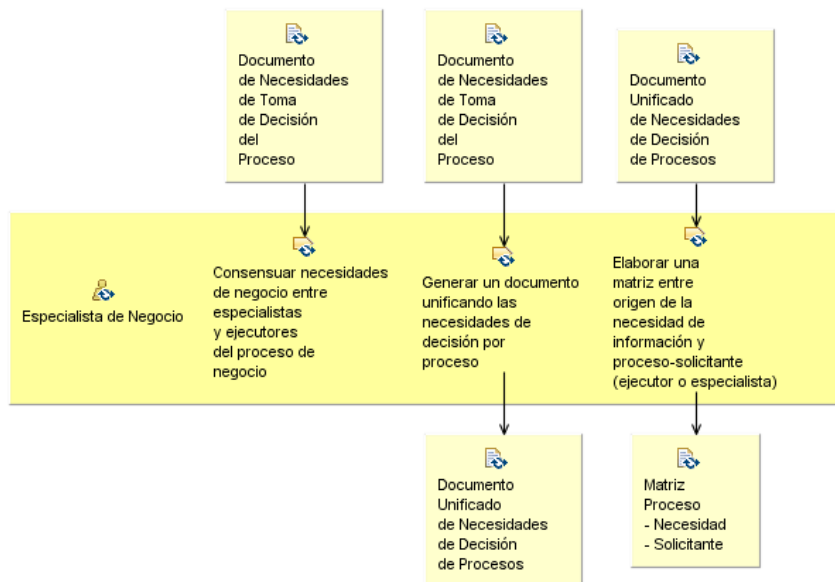 Documento
de Necesidades
de Toma
de Decisión
del
Proceso
Documento
de Necesidades
de Toma
de Decisión
del
Proceso
Documento
Unificado
de Necesidades
de Decisión
de Procesos
Especialista de Negocio
Consensuar necesidades
de negocio entre
especialistas
y ejecutores
del proceso de
negocio
Generar un documento
unificando las
necesidades de
decisión por
proceso
Elaborar una
matriz entre
origen de la
necesidad de
información y
proceso-solicitante
(ejecutor o especialista)
Documento
Unificado
de Necesidades
de Decisión
de Procesos
Matriz
Proceso
- Necesidad
- Solicitante